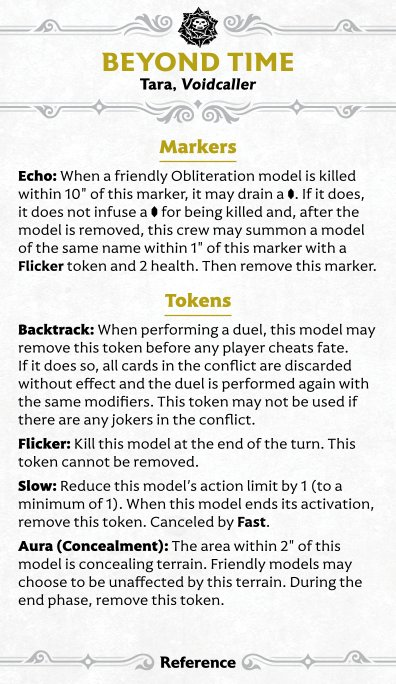 BEYOND TIME
Tara, Voidcaller
Markers
Echo: When a friendly Obliteration model is killed
within 10" of this marker, it may drain a ⬮. If it does,
it does not infuse a ⬮ for being killed and, after the
model is removed, this crew may summon a model
of the same name within 1" of this marker with a
Flicker token and 2 health. Then remove this marker.
Tokens
Backtrack: When performing a duel, this model may
remove this token before any player cheats fate.
If it does so, all cards in the conflict are discarded
without effect and the duel is performed again with
the same modifiers. This token may not be used if
there are any jokers in the conflict.
Flicker: Kill this model at the end of the turn. This
token cannot be removed.
Slow: Reduce this model's action limit by 1 (to a
minimum of 1). When this model ends its activation,
remove this token. Canceled by Fast.
Aura (Concealment): The area within 2" of this
model is concealing terrain. Friendly models may
choose to be unaffected by this terrain. During the
end phase, remove this token.
Reference